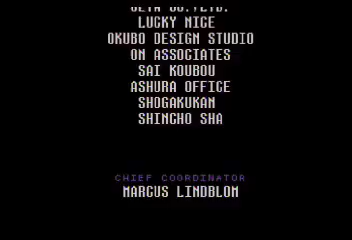 LUCKY NICE
OKUBO DESIGN STUDIO
ON ASSOCIATES
SAI KOUBOU
ASHURA OFFICE
SHOGAKUKAN
SHINCHO SHA
CHIEF COORDINATOR
MARCUS LINDBLOM